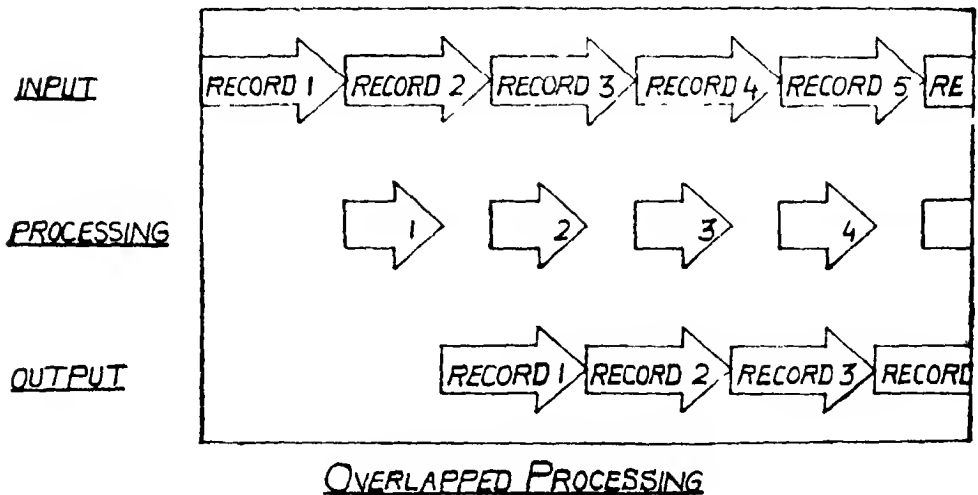 INPUT
RECORD 1 RECORD 2 RECORD 3 RECORD 4 RECORD 5 RE
PROCESSING
1 2 3 4
OUTPUT
RECORD 1 RECORD 2 RECORD 3 RECORD
OVERLAPPED PROCESSING